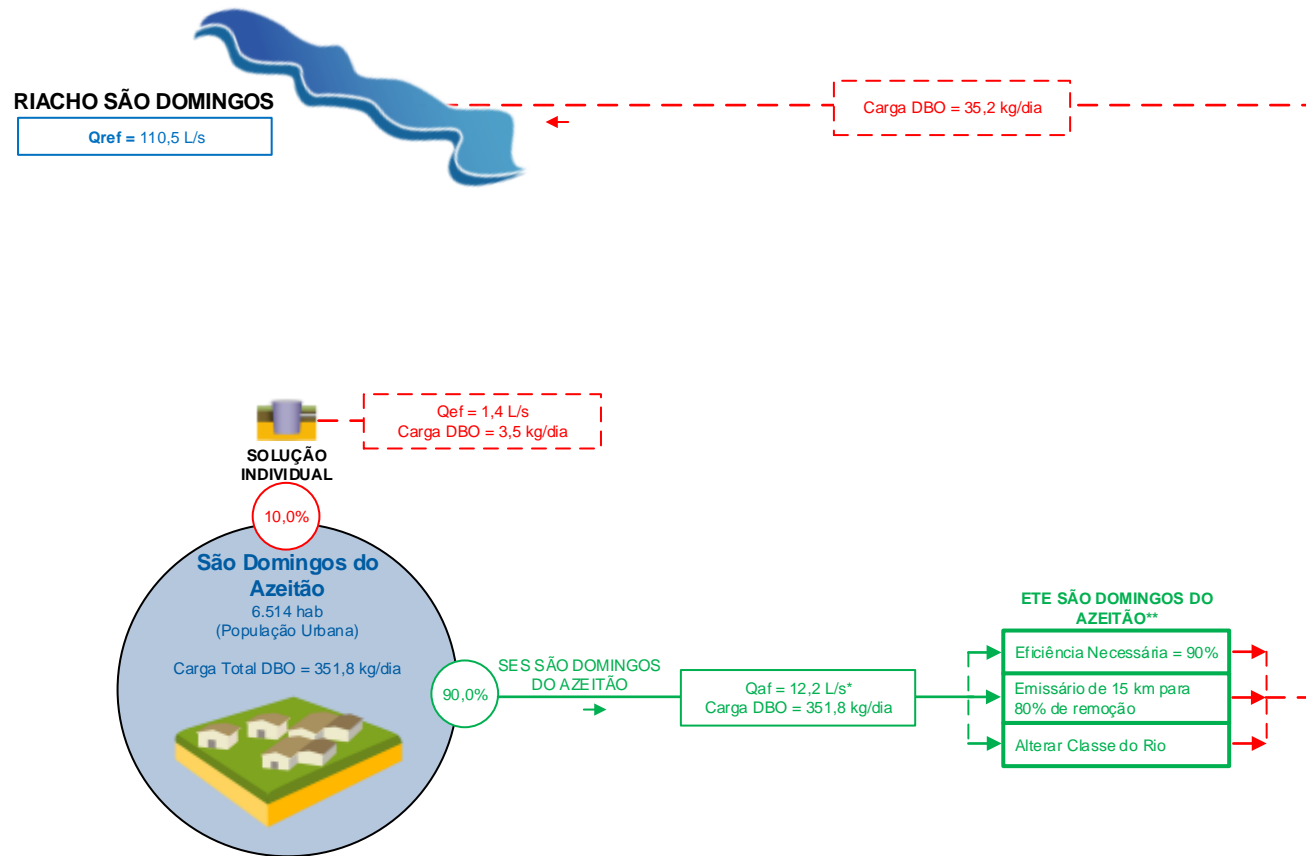 RIACHO SÃO DOMINGOS
Qref = 110,5 L/s
Carga DBO = 35,2 kg/dia
Qef = 1,4 L/s
Carga DBO = 3,5 kg/dia
SOLUÇÃO
INDIVIDUAL
10,0%
São Domingos do
Azeitão
6.514 hab
(População Urbana)
Carga Total DBO = 351,8 kg/dia
90,0%
SES SÃO DOMINGOS
DO AZEITÃO
Qaf = 12,2 L/s*
Carga DBO = 351,8 kg/dia
ETE SÃO DOMINGOS DO
AZEITÃO**
Eficiência Necessária = 90%
Emissário de 15 km para
80% de remoção
Alterar Classe do Rio